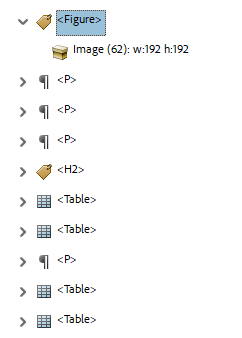 <Figure>
Image (62): w:192 h:192
<P>
<P>
<P>
<H2>
<Table>
<Table>
<P>
<Table>
<Table>